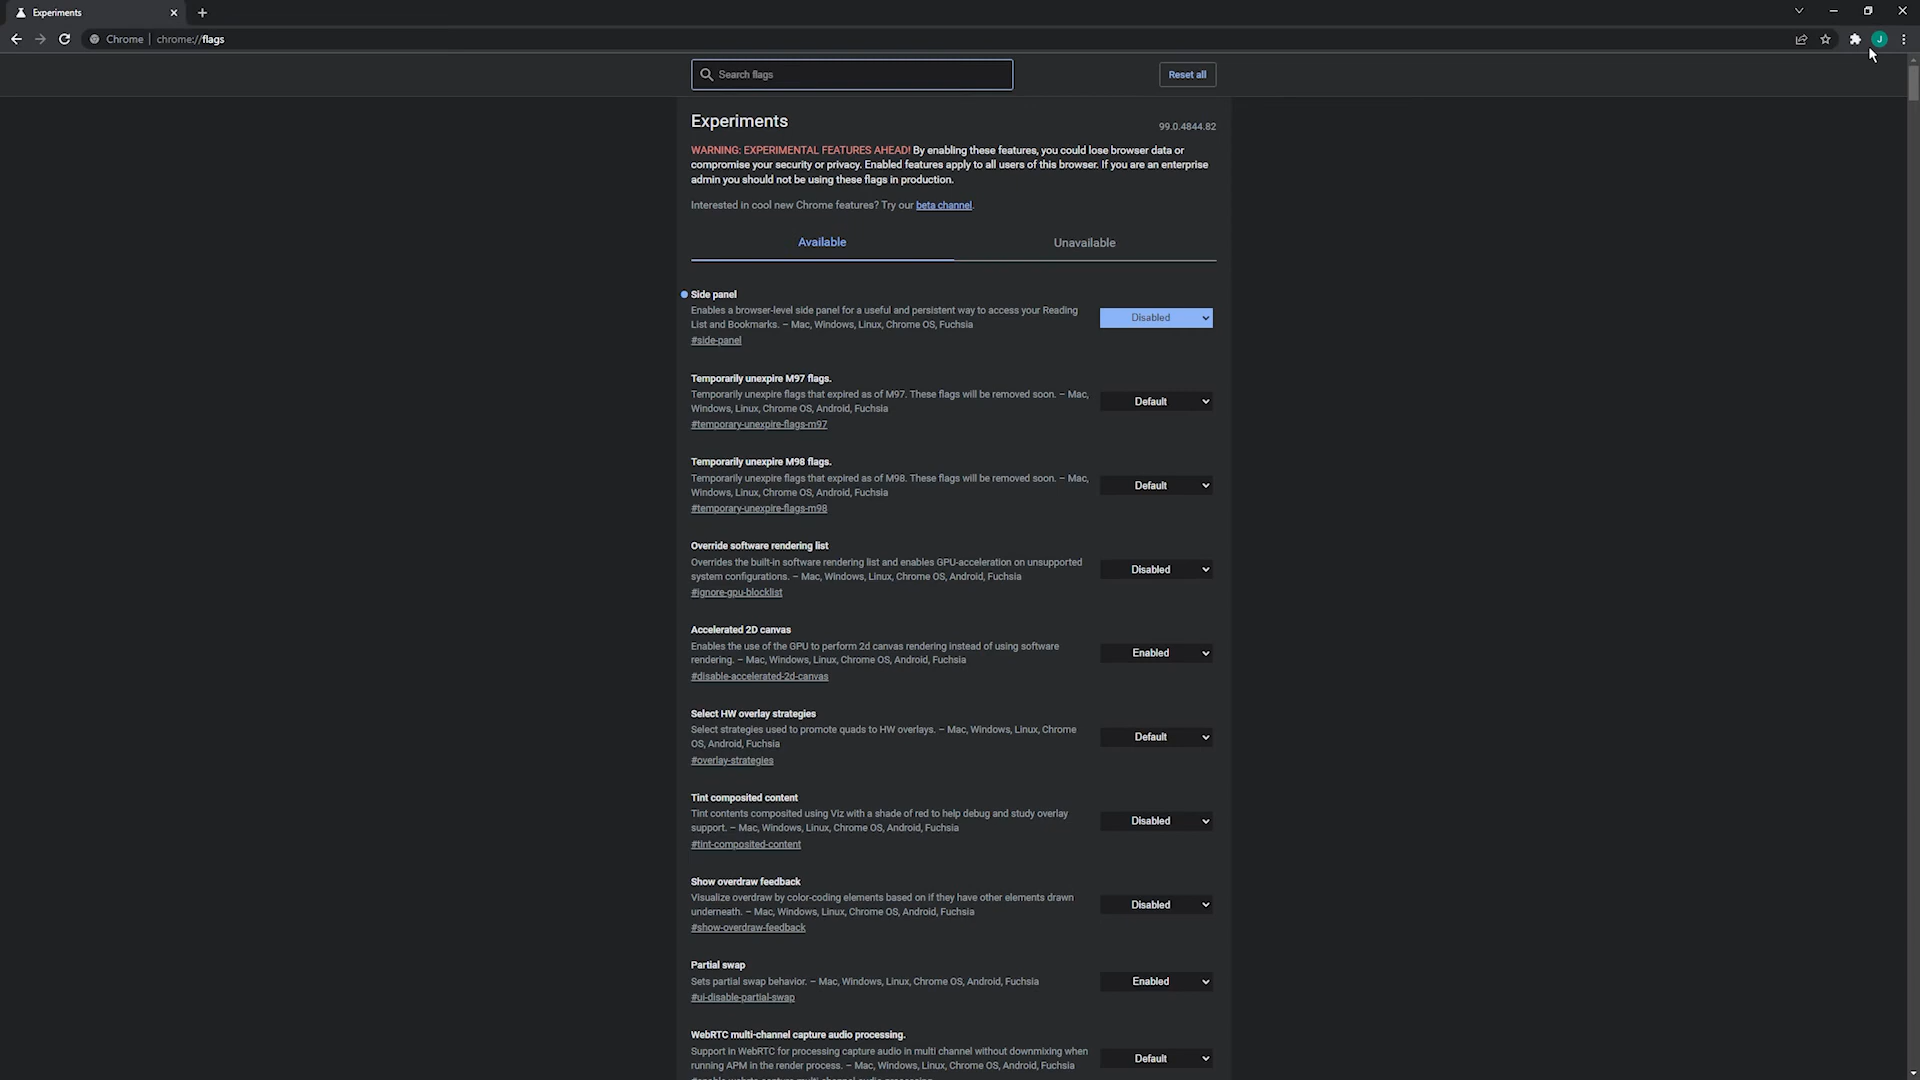 Experiments
Chrome
chrome://flags
J
Search flags
Reset all
Experiments
99.0.4844.82
WARNING: EXPERIMENTAL FEATURES AHEAD! By enabling these features, you could lose browser data or
compromise your security or privacy. Enabled features apply to all users of this browser. If you are an enterprise
admin you should not be using these flags in production.
Interested in cool new Chrome features? Try our beta channel.
Available
Unavailable
Side panel
Enables a browser-level side panel for a useful and persistent way to access your Reading
List and Bookmarks. – Mac, Windows, Linux, Chrome OS, Fuchsia
#side-panel
Disabled
Temporarily unexpire M97 flags.
Temporarily unexpire flags that expired as of M97. These flags will be removed soon. – Mac,
Windows, Linux, Chrome OS, Android, Fuchsia
#temporary-unexpire-flags-m97
Default
Temporarily unexpire M98 flags.
Temporarily unexpire flags that expired as of M98. These flags will be removed soon. – Mac,
Windows, Linux, Chrome OS, Android, Fuchsia
#temporary-unexpire-flags-m98
Default
Override software rendering list
Overrides the built-in software rendering list and enables GPU-acceleration on unsupported
system configurations. – Mac, Windows, Linux, Chrome OS, Android, Fuchsia
#ignore-gpu-blocklist
Disabled
Accelerated 2D canvas
Enables the use of the GPU to perform 2d canvas rendering instead of using software
rendering. – Mac, Windows, Linux, Chrome OS, Android, Fuchsia
#disable-accelerated-2d-canvas
Enabled
Select HW overlay strategies
Select strategies used to promote quads to HW overlays. – Mac, Windows, Linux, Chrome
OS, Android, Fuchsia
#overlay-strategies
Default
Tint composited content
Tint contents composited using Viz with a shade of red to help debug and study overlay
support. – Mac, Windows, Linux, Chrome OS, Android, Fuchsia
#tint-composited-content
Disabled
Show overdraw feedback
Visualize overdraw by color-coding elements based on if they have other elements drawn
underneath. – Mac, Windows, Linux, Chrome OS, Android, Fuchsia
#show-overdraw-feedback
Disabled
Partial swap
Sets partial swap behavior. – Mac, Windows, Linux, Chrome OS, Android, Fuchsia
#ui-disable-partial-swap
Enabled
WebRTC multi-channel capture audio processing.
Support in WebRTC for processing capture audio in multi channel without downmixing when
running APM in the render process. – Mac, Windows, Linux, Chrome OS, Android, Fuchsia
Default